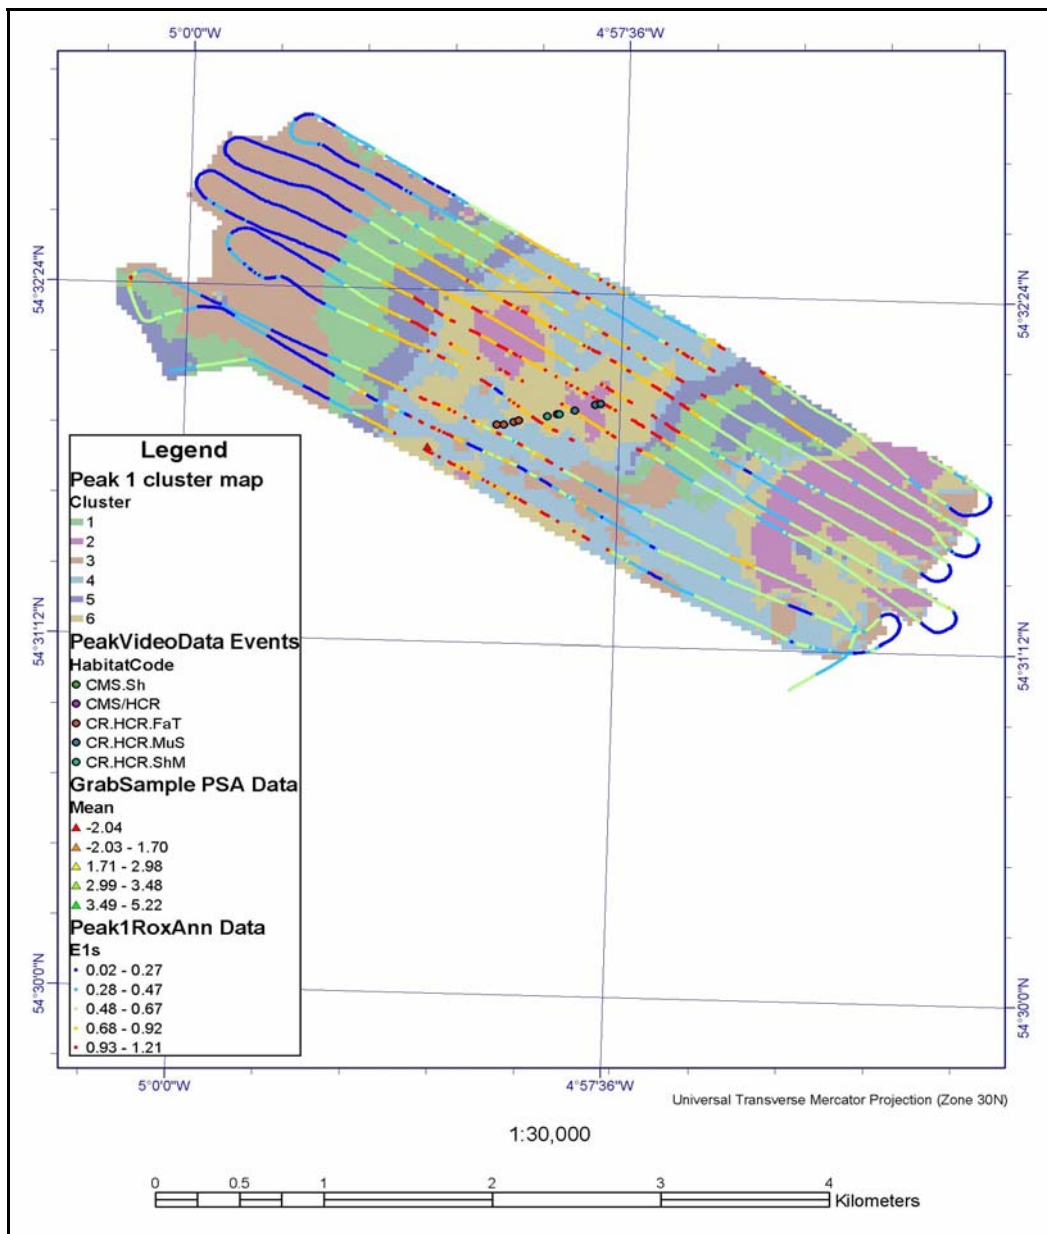 5°0'0"W 4°57'36"W
54°32'24"N 54°32'24"N
Legend
Peak 1 cluster map
Cluster
1
2
3
4
5
6
PeakVideoData Events
HabitatCode
CMS.Sh
CMS/HCR
CR.HCR.FaT
CR.HCR.MuS
CR.HCR.ShM
GrabSample PSA Data
Mean
-2.04
-2.03 - 1.70
1.71 - 2.98
2.99 - 3.48
3.49 - 5.22
Peak1RoxAnn Data
E1s
0.02 - 0.27
0.28 - 0.47
0.48 - 0.67
0.68 - 0.92
0.93 - 1.21
54°31'12"N 54°31'12"N
54°30'0"N 54°30'0"N
5°0'0"W 4°57'36"W
Universal Transverse Mercator Projection (Zone 30N)
1:30,000
0 0.5 1 2 3 4
Kilometers